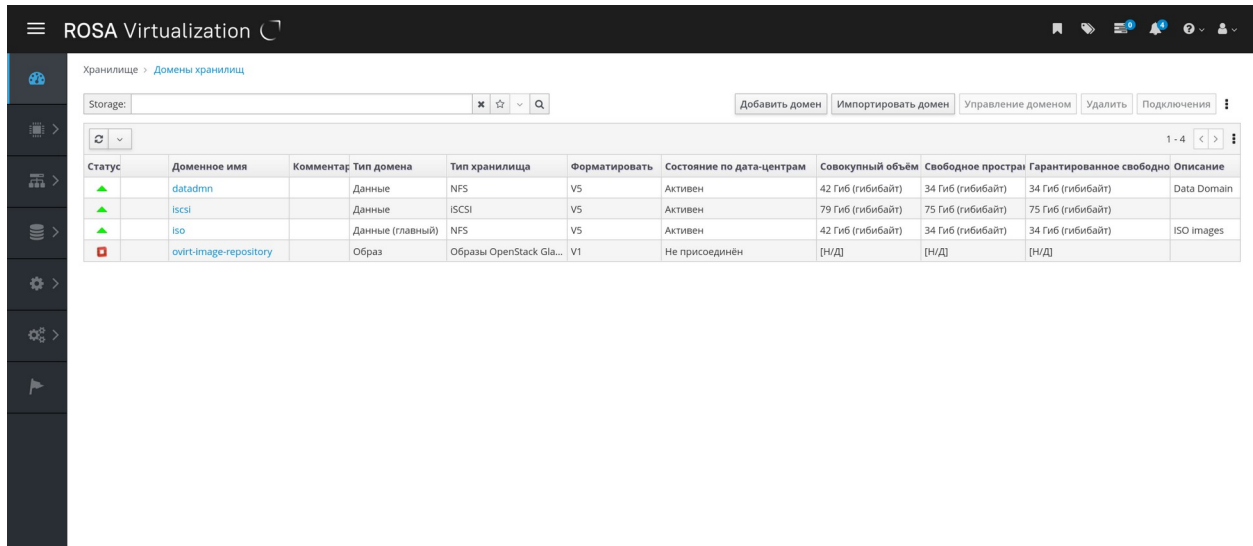 ROSA Virtualization
0
4
Хранилище > Домены хранилищ
Storage:
Добавить домен Импортировать домен Управление доменом Удалить Подключения
1 - 4
Статус Доменное имя Комментар Тип домена Тип хранилища Форматировать Состояние по дата-центрам Совокупный объём Свободное простран Гарантированное свободно Описание
datadmn Данные NFS V5 Активен 42 Гиб (гибибайт) 34 Гиб (гибибайт) 34 Гиб (гибибайт) Data Domain
iscsi Данные iSCSI V5 Активен 79 Гиб (гибибайт) 75 Гиб (гибибайт) 75 Гиб (гибибайт)
iso Данные (главный) NFS V5 Активен 42 Гиб (гибибайт) 34 Гиб (гибибайт) 34 Гиб (гибибайт) ISO images
ovirt-image-repository Образ Образы OpenStack Gla... V1 Не присоединён [Н/Д] [Н/Д] [Н/Д]